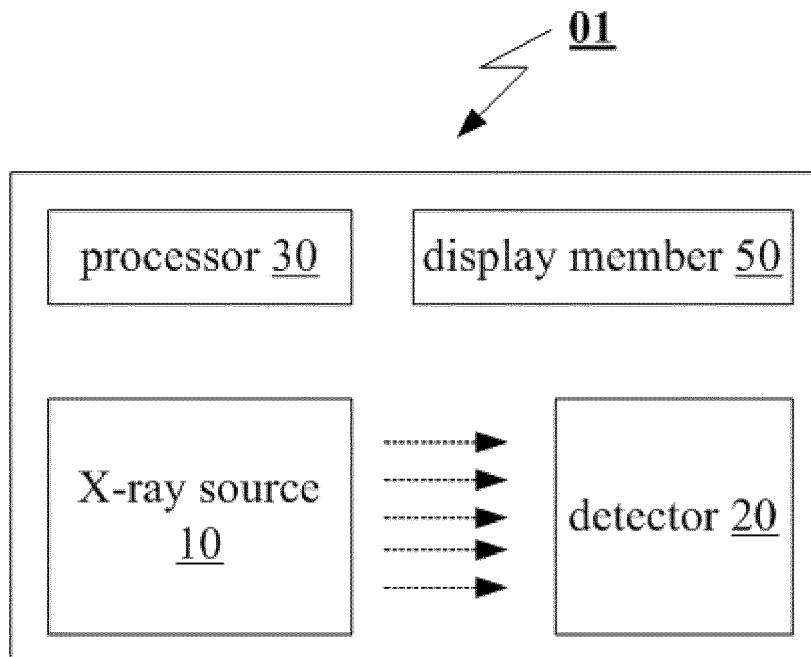 01
processor 30
display member 50
X-ray source
10
detector 20